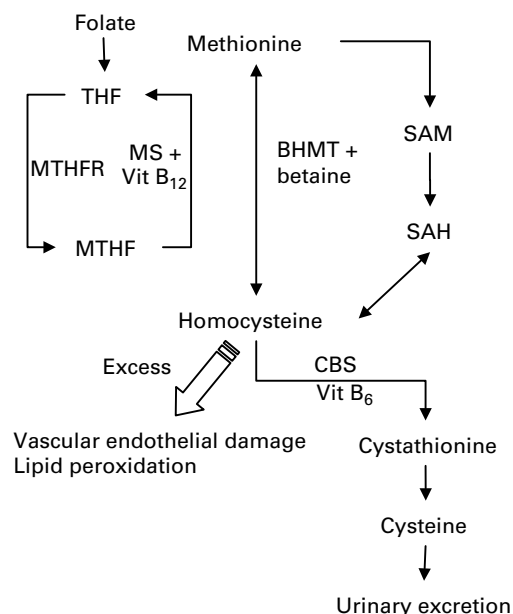 Folate
THF
MTHFR
MS +
Vit B12
MTHF
Methionine
BHMT +
betaine
SAM
SAH
Homocysteine
Excess
CBS
Vit B6
Vascular endothelial damage
Lipid peroxidation
Cystathionine
Cysteine
Urinary excretion